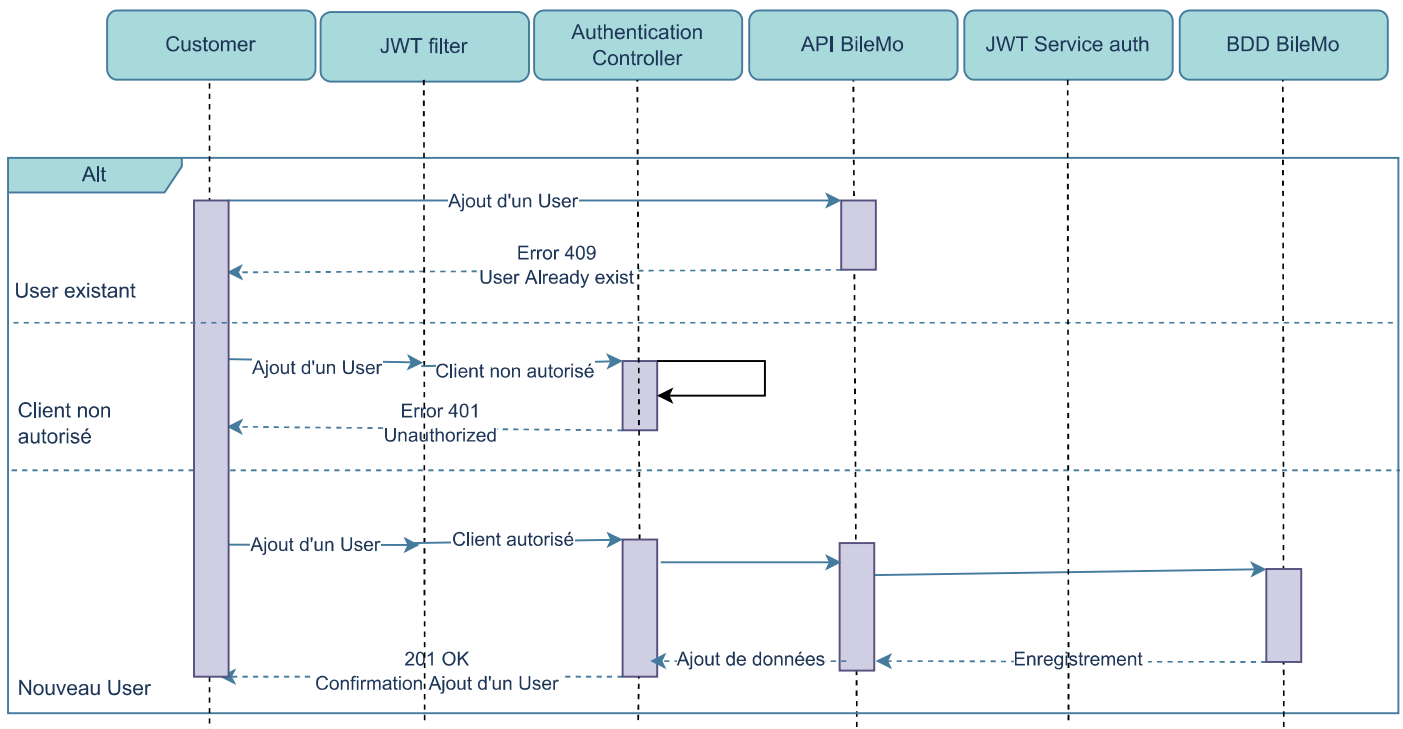 Customer
JWT filter
Authentication
Controller
API BileMo
JWT Service auth
BDD BileMo
Alt
Ajout d'un User
Error 409
User Already exist
User existant
Ajout d'un User
Client non autorisé
Client non
autorisé
Error 401
Unauthorized
Ajout d'un User
Client autorisé
201 OK
Confirmation Ajout d'un User
Ajout de données
Enregistrement
Nouveau User